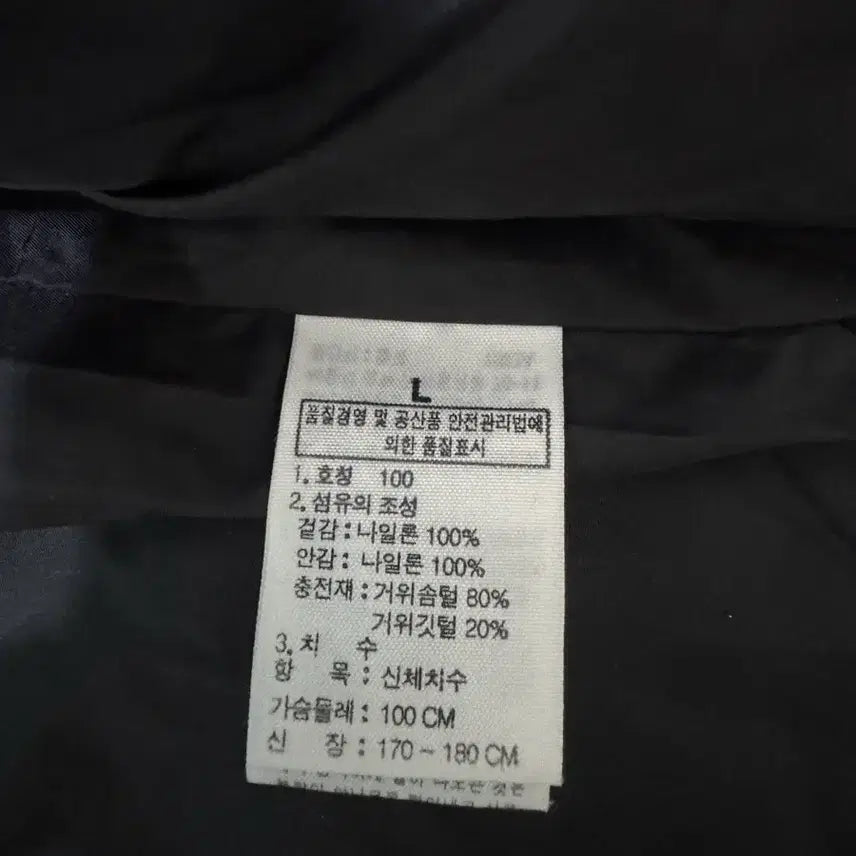 L
품질경영 및 공산품 안전관리법에
의한 품질표시
1. 호칭 100
2. 섬유의 조성
겉감 : 나일론 100%
안감 : 나일론 100%
충전재 : 거위솜털 80%
거위깃털 20%
3. 치 수
항 목 : 신체치수
가슴둘레 : 100 CM
신 장 : 170 ~ 180 CM